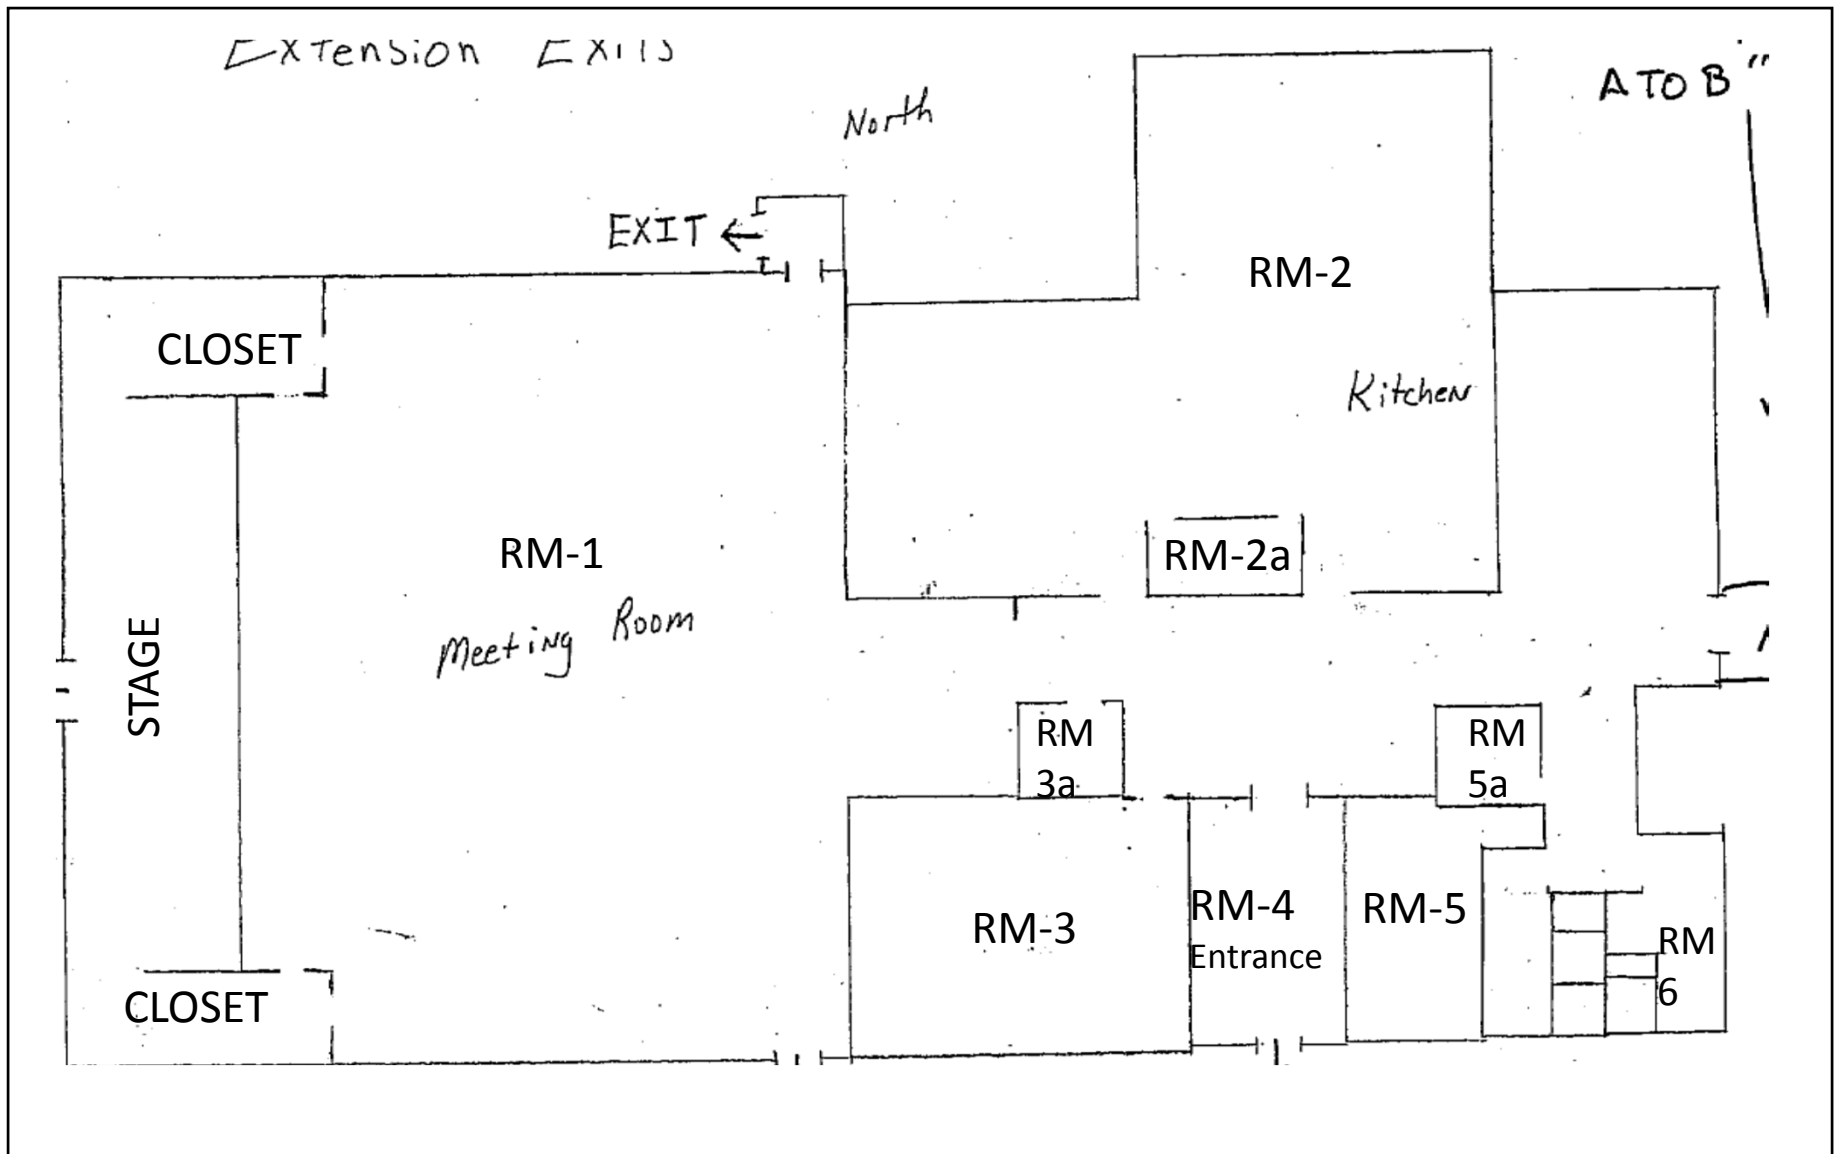 Extension Exits
A TO B "
North
EXIT ←
RM-2
CLOSET
Kitchen
RM-1
RM-2a
Meeting Room
STAGE
RM
3a
RM
5a
RM-3
RM-4
Entrance
RM-5
RM
6
CLOSET